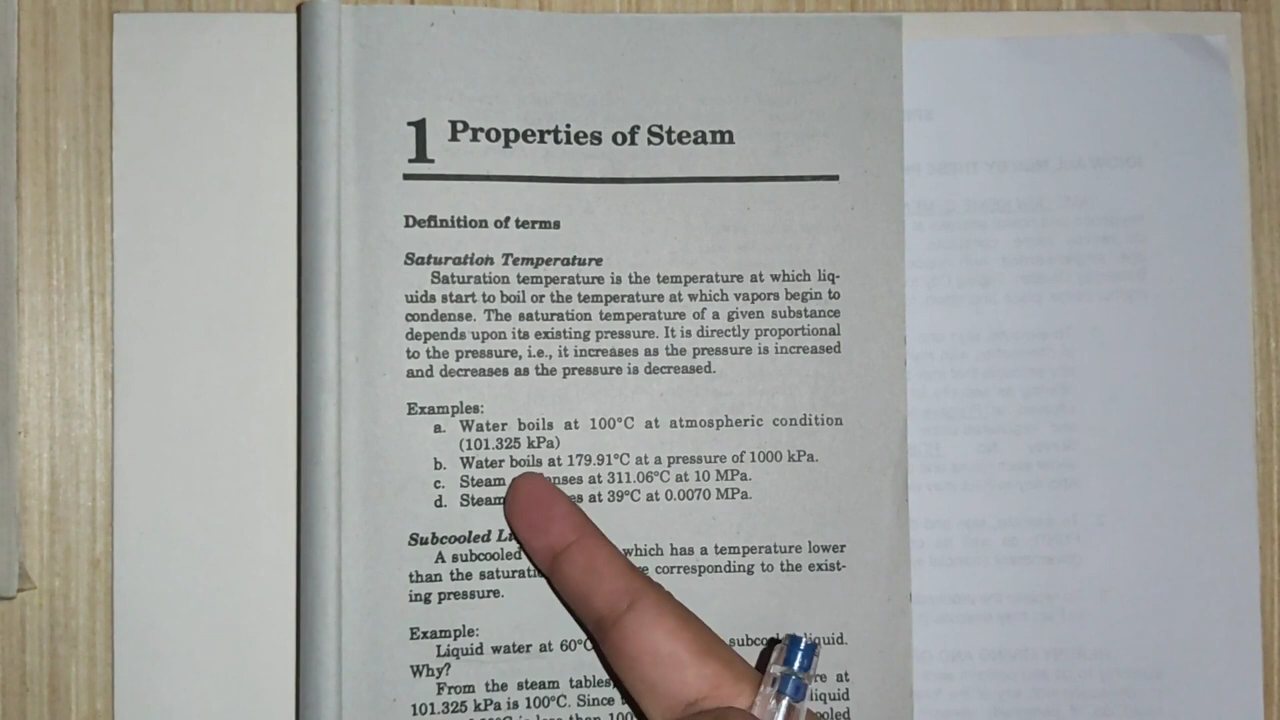 1 Properties of Steam
Definition of terms
Saturation Temperature
Saturation temperature is the temperature at which liq-
uids start to boil or the temperature at which vapors begin to
condense. The saturation temperature of a given substance
depends upon its existing pressure. It is directly proportional
to the pressure, i.e., it increases as the pressure is increased
and decreases as the pressure is decreased.
Examples:
a. Water boils at 100°C at atmospheric condition
(101.325 kPa)
b. Water boils at 179.91°C at a pressure of 1000 kPa.
c. Steam at 311.06°C at 10 MPa.
d. Steam at 39°C at 0.0070 MPa.
Subcooled
A subcooled which has a temperature lower
than the corresponding to the exist-
ing pressure.
Example:
Liquid water at 60°C liquid.
Why?
From the steam tables, at
101.325 kPa is 100°C. Since liquid
is less than 100